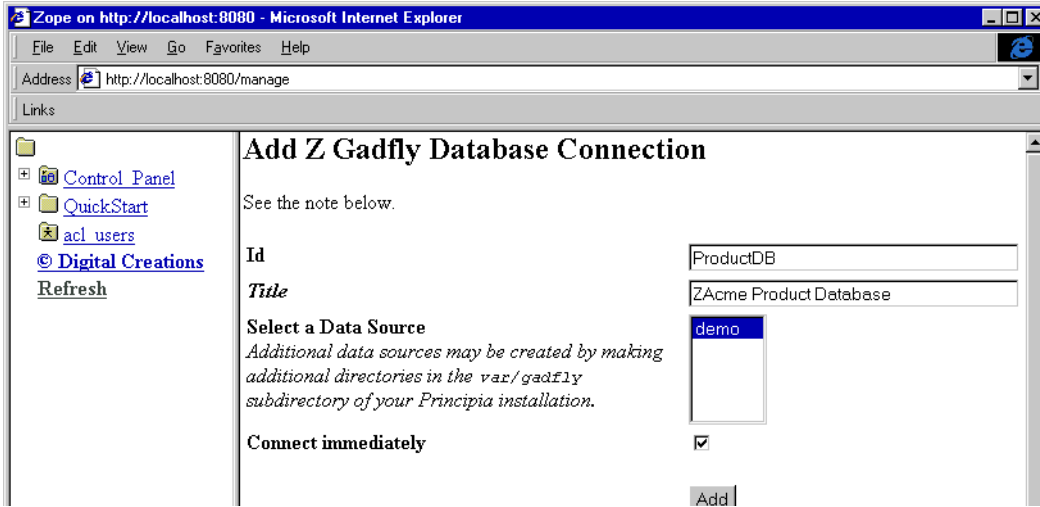 Zope on http://localhost:8080 - Microsoft Internet Explorer
File Edit View Go Favorites Help
Address http://localhost:8080/manage
Links
Control_Panel
QuickStart
acl_users
© Digital Creations
Refresh
Add Z Gadfly Database Connection
See the note below.
Id ProductDB
Title ZAcme Product Database
Select a Data Source demo
Additional data sources may be created by making
additional directories in the var/gadfly
subdirectory of your Principia installation.
Connect immediately
Add